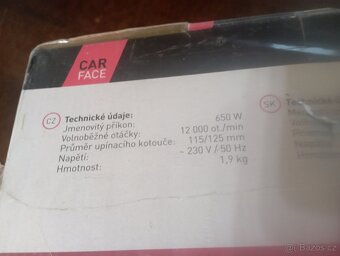 CAR
FACE
CZ Technické údaje:
Jmenovitý příkon: 650 W
Volnoběžné otáčky: 12 000 ot./min
Průměr upínacího kotouče: 115/125 mm
Napětí: ~ 230 V / 50 Hz
Hmotnost: 1,9 kg
SK Technické
Bazos.cz